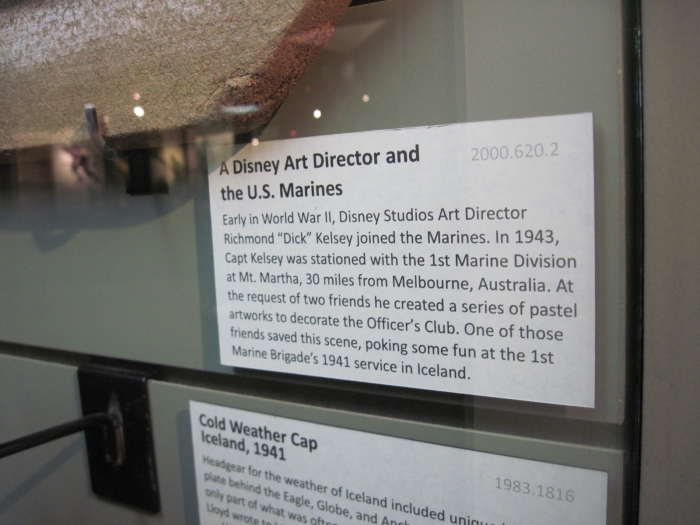 A Disney Art Director and
the U.S. Marines
2000.620.2
Early in World War II, Disney Studios Art Director
Richmond “Dick” Kelsey joined the Marines. In 1943,
Capt Kelsey was stationed with the 1st Marine Division
at Mt. Martha, 30 miles from Melbourne, Australia. At
the request of two friends he created a series of pastel
artworks to decorate the Officer’s Club. One of those
friends saved this scene, poking some fun at the 1st
Marine Brigade’s 1941 service in Iceland.
Cold Weather Cap
Iceland, 1941
1983.1816
Headgear for the weather of Iceland included
plate behind the Eagle, Globe, and
only part of what was
Lloyd wrote